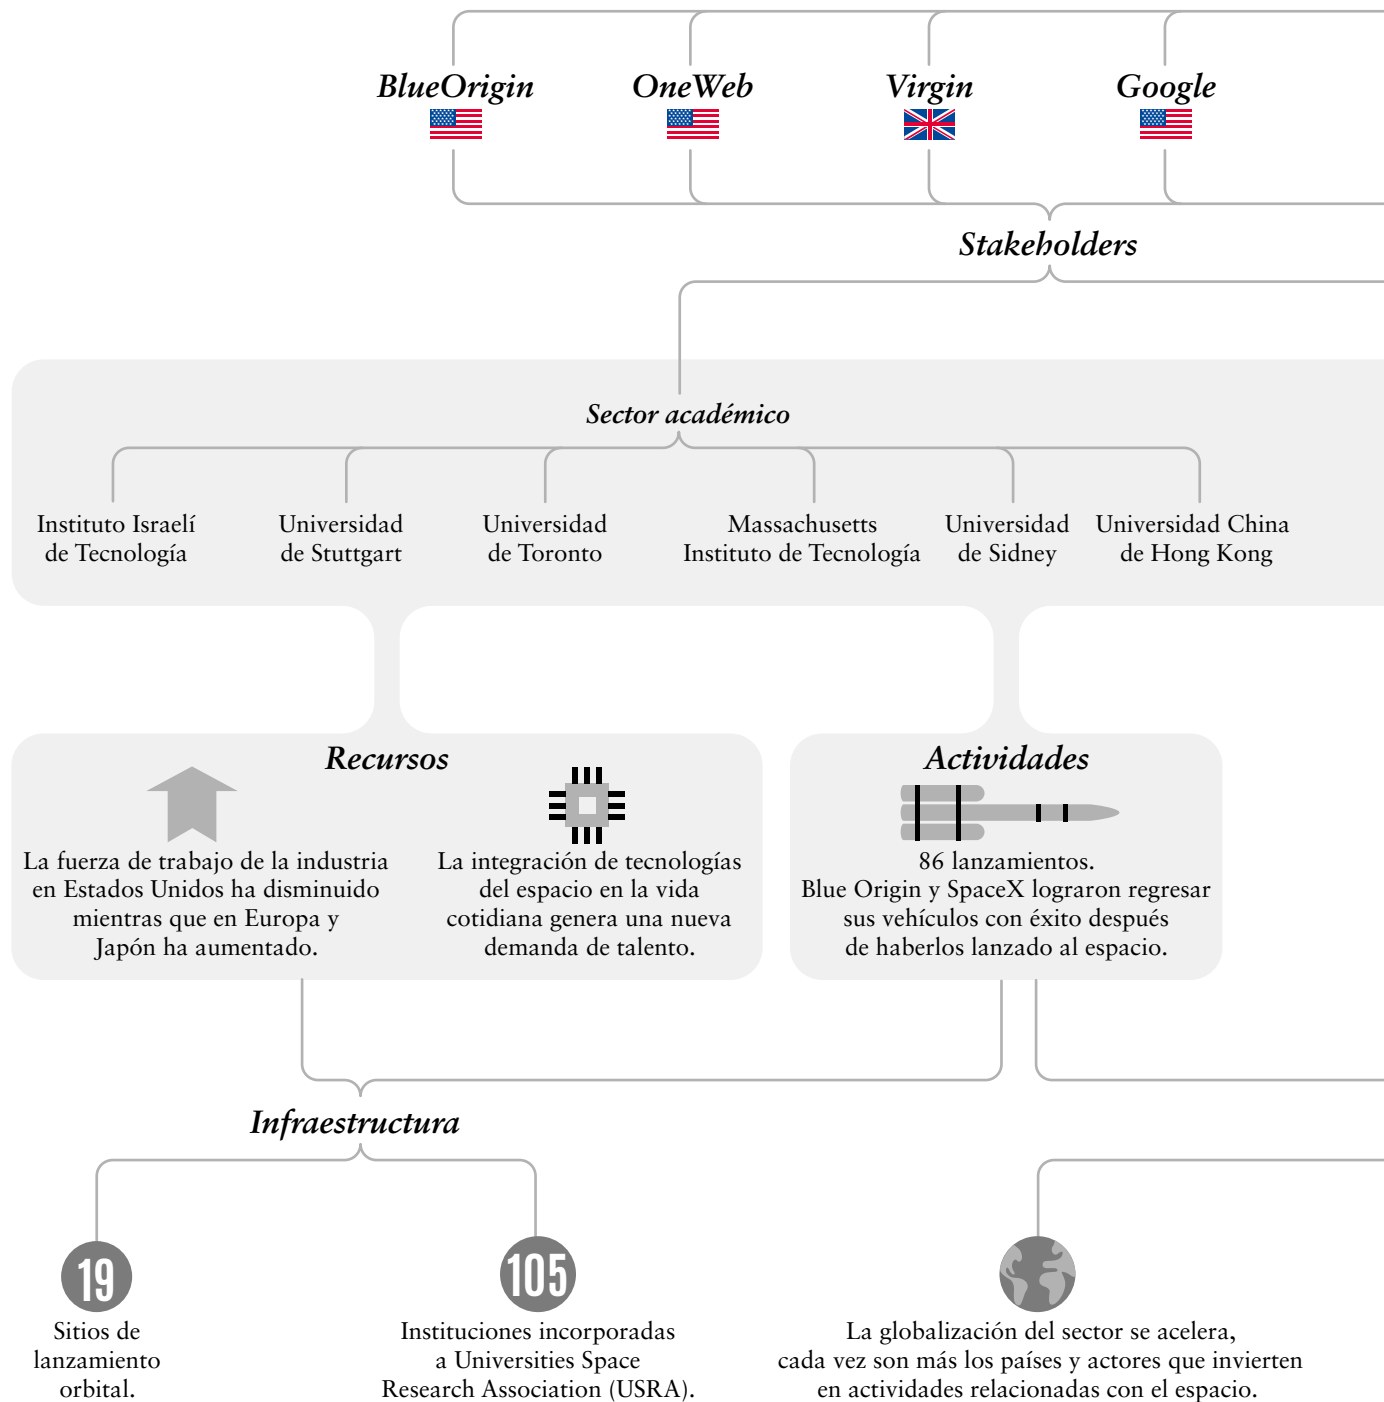 BlueOrigin
OneWeb
Virgin
Google
Stakeholders
Sector académico
Instituto Israelí
de Tecnología
Universidad
de Stuttgart
Universidad
de Toronto
Massachusetts
Instituto de Tecnología
Universidad
de Sidney
Universidad China
de Hong Kong
Recursos
La fuerza de trabajo de la industria
en Estados Unidos ha disminuido
mientras que en Europa y
Japón ha aumentado.
La integración de tecnologías
del espacio en la vida
cotidiana genera una nueva
demanda de talento.
Actividades
86 lanzamientos.
Blue Origin y SpaceX lograron regresar
sus vehículos con éxito después
de haberlos lanzado al espacio.
Infraestructura
19
Sitios de
lanzamiento
orbital.
105
Instituciones incorporadas
a Universities Space
Research Association (USRA).
La globalización del sector se acelera,
cada vez son más los países y actores que invierten
en actividades relacionadas con el espacio.